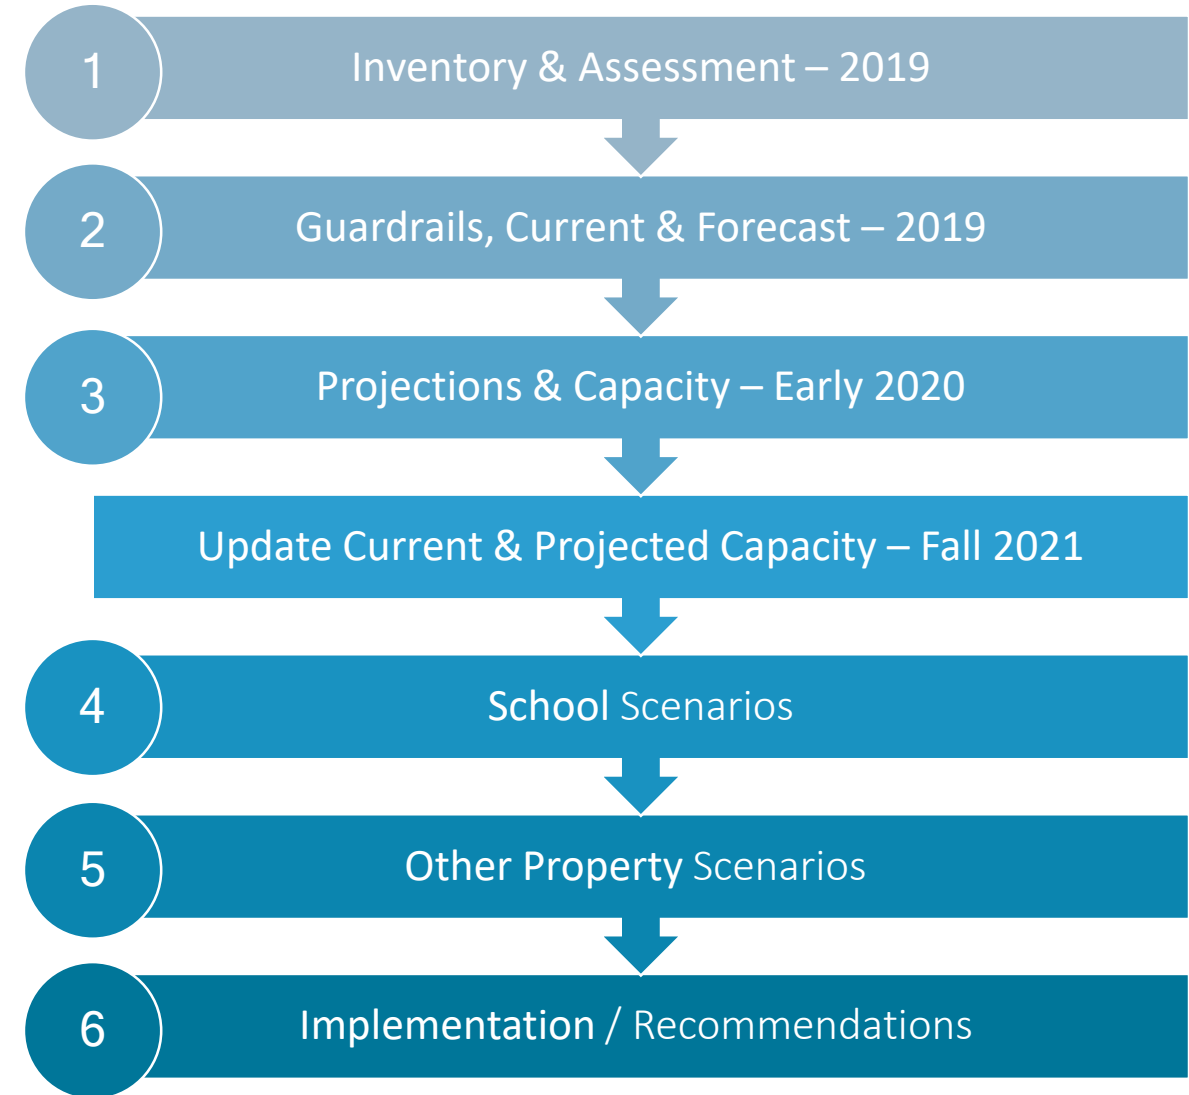 1
Inventory & Assessment – 2019
2
Guardrails, Current & Forecast – 2019
3
Projections & Capacity – Early 2020
Update Current & Projected Capacity – Fall 2021
4
School Scenarios
5
Other Property Scenarios
6
Implementation / Recommendations